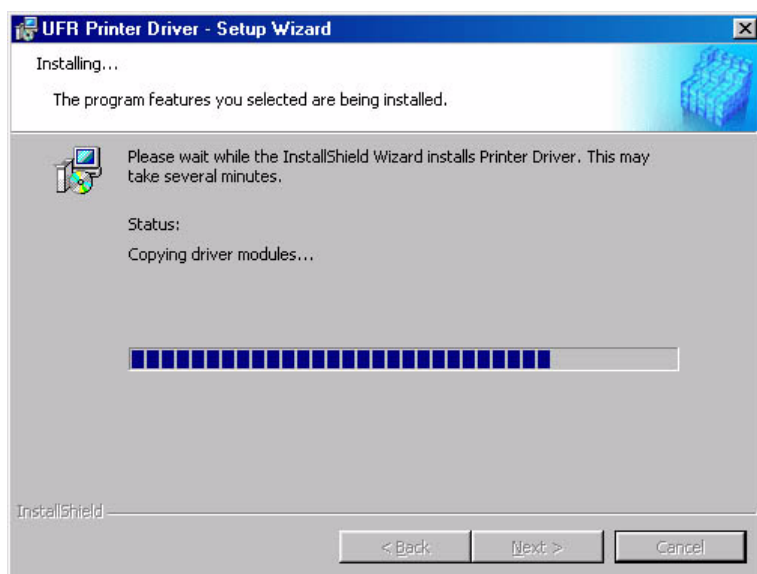 UFR Printer Driver - Setup Wizard
Installing...
The program features you selected are being installed.
Please wait while the InstallShield Wizard installs Printer Driver. This may
take several minutes.
Status:
Copying driver modules...
InstallShield
< Back
Next >
Cancel